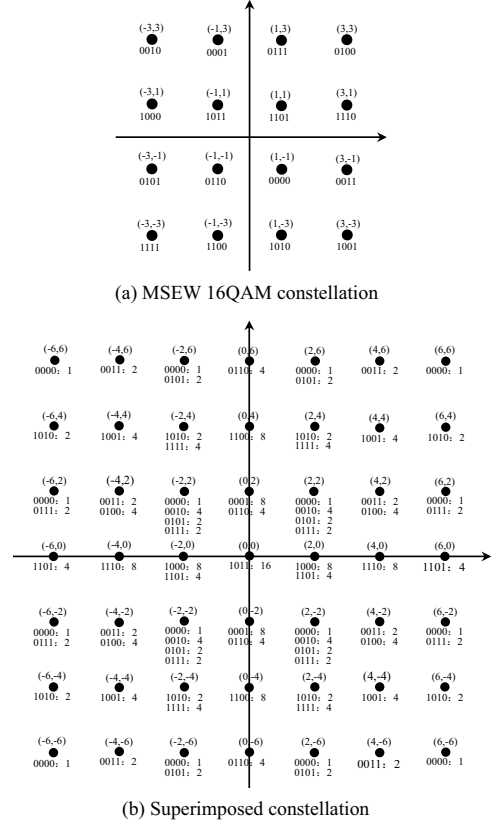 (-3,3) (-1,3) (1,3) (3,3)
0010 0001 0111 0100
(-3,1) (-1,1) (1,1) (3,1)
1000 1011 1101 1110
(-3,-1) (-1,-1) (1,-1) (3,-1)
0101 0110 0000 0011
(-3,-3) (-1,-3) (1,-3) (3,-3)
1111 1100 1010 1001
(a) MSEW 16QAM constellation
(-6,6) (-4,6) (-2,6) (0,6) (2,6) (4,6) (6,6)
0000: 1 0011: 2 0000: 1 0110: 4 0000: 1 0011: 2 0000: 1
0101: 2 0101: 2
(-6,4) (-4,4) (-2,4) (0,4) (2,4) (4,4) (6,4)
1010: 2 1001: 4 1010: 2 1100: 8 1010: 2 1001: 4 1010: 2
1111: 4 1111: 4
(-6,2) (-4,2) (-2,2) (0,2) (2,2) (4,2) (6,2)
0000: 1 0011: 2 0000: 1 0001: 8 0000: 1 0011: 2 0000: 1
0111: 2 0100: 4 0010: 4 0110: 4 0010: 4 0100: 4 0111: 2
0101: 2 0101: 2
0111: 2 0111: 2
(-6,0) (-4,0) (-2,0) (0,0) (2,0) (4,0) (6,0)
1101: 4 1110: 8 1000: 8 1011: 16 1000: 8 1110: 8 1101: 4
1101: 4 1101: 4
(-6,-2) (-4,-2) (-2,-2) (0,-2) (2,-2) (4,-2) (6,-2)
0000: 1 0011: 2 0000: 1 0001: 8 0000: 1 0011: 2 0000: 1
0111: 2 0100: 4 0010: 4 0110: 4 0010: 4 0100: 4 0111: 2
0101: 2 0101: 2
0111: 2 0111: 2
(-6,-4) (-4,-4) (-2,-4) (0,-4) (2,-4) (4,-4) (6,-4)
1010: 2 1001: 4 1010: 2 1100: 8 1010: 2 1001: 4 1010: 2
1111: 4 1111: 4
(-6,-6) (-4,-6) (-2,-6) (0,-6) (2,-6) (4,-6) (6,-6)
0000: 1 0011: 2 0000: 1 0110: 4 0000: 1 0011: 2 0000: 1
0101: 2 0101: 2
(b) Superimposed constellation